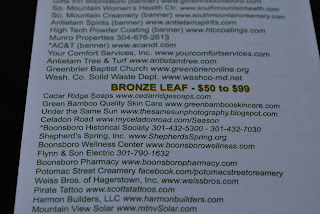 Gifts Inn Boonsboro (banner) www.
So. Mountain Women's Health Ctr. www.southmountainhealth.com
So. Mountain Creamery (banner) www.southmountaincreamery.com
Antietam Spirits (banner) www.antietamspirits.com
High Tech Powder Coating (banner) www.htccoatings.com
Munro Properties 304-676-2613
*AC&T (banner) www.acandt.com
Your Comfort Services, Inc. www.yourcomfortservices.com
Antietam Tree & Turf www.antietamtree.com
Greenbrier Baptist Church www.greenbrieronline.org
Wash. Co. Solid Waste Dept. www.washco-md.net
BRONZE LEAF - $50 to $99
Cedar Ridge Soaps www.cedarridgesoaps.com
Green Bamboo Quality Skin Care www.greenbambooskincare.com
Under the Same Sun www.thesamesunphotography.blogspot.com
Celadon Road www.myceladonroad.com/Season
*Boonsboro Historical Society 301-432-5300 - 301-432-7030
Shepherd's Spring, Inc. www.ShepherdsSpring.org
Boonsboro Wellness Center www.boonsborowellness.com
Flynn & Son Electric 301-790-1632
Boonsboro Pharmacy www.boonsboropharmacy.com
Potomac Street Creamery facebook.com/potomacstreetcreamery
Weiss Bros. of Hagerstown, Inc. www.weissbros.com
Pirate Tattoo www.scottstattoos.com
Harmon Builders, LLC www.harmonbuilders.com
Mountain View Solar www.mtnvSolar.com